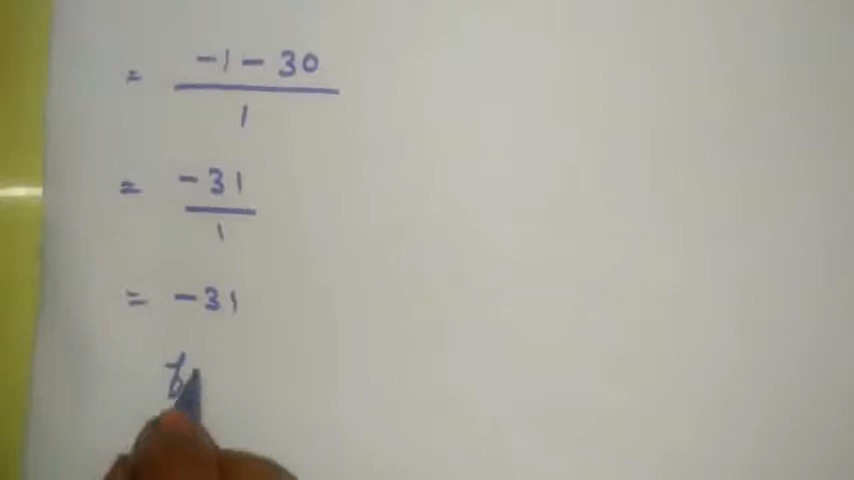 = -1 - 30
1
= -31
1
= -31